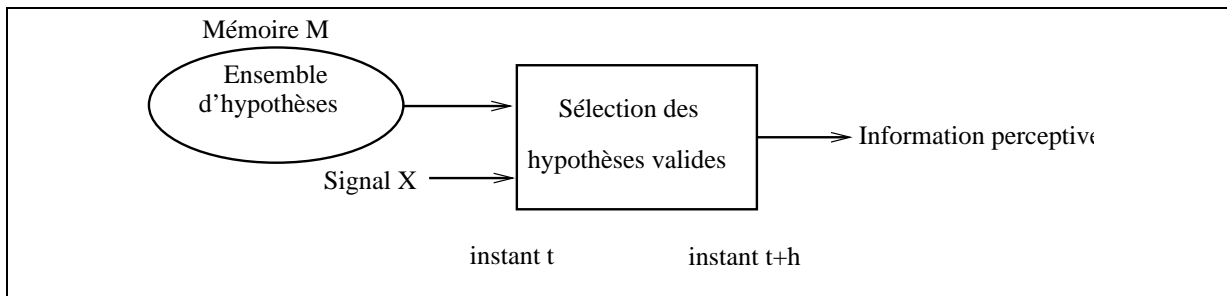 Mémoire M
Ensemble
d'hypothèses
Sélection des
hypothèses valides
Information perceptive
Signal X
instant t
instant t+h